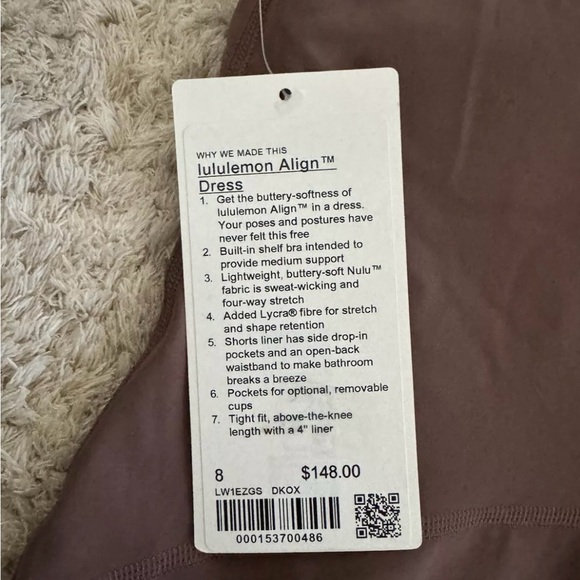 WHY WE MADE THIS
lululemon Align™
Dress
1. Get the buttery-softness of
lululemon Align™ in a dress.
Your poses and postures have
never felt this free
2. Built-in shelf bra intended to
provide medium support
3. Lightweight, buttery-soft Nulu™
fabric is sweat-wicking and
four-way stretch
4. Added Lycra® fibre for stretch
and shape retention
5. Shorts liner has side drop-in
pockets and an open-back
waistband to make bathroom
breaks a breeze
6. Pockets for optional, removable
cups
7. Tight fit, above-the-knee
length with a 4" liner
8 $148.00
LW1EZGS DKOX
000153700486